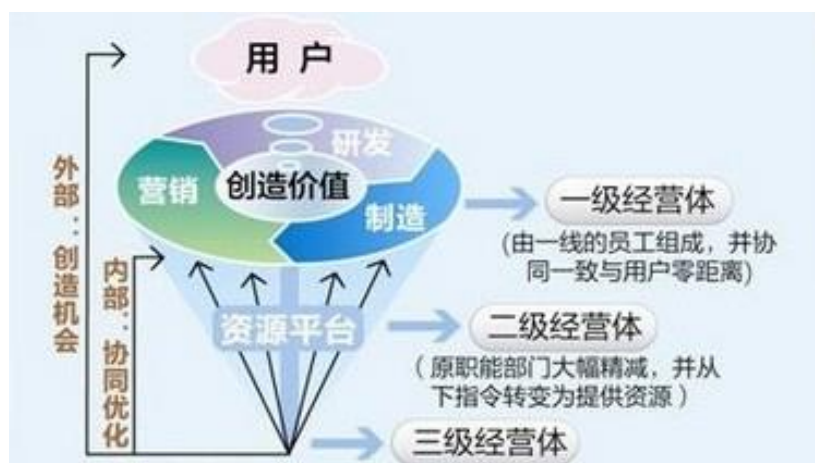 用户
研发
营销
创造价值
制造
外部：创造机会
内部：协同优化
一级经营体
(由一线的员工组成，并协
同一致与用户零距离)
资源平台
二级经营体
（原职能部门大幅精减，并从
下指令转变为提供资源）
三级经营体